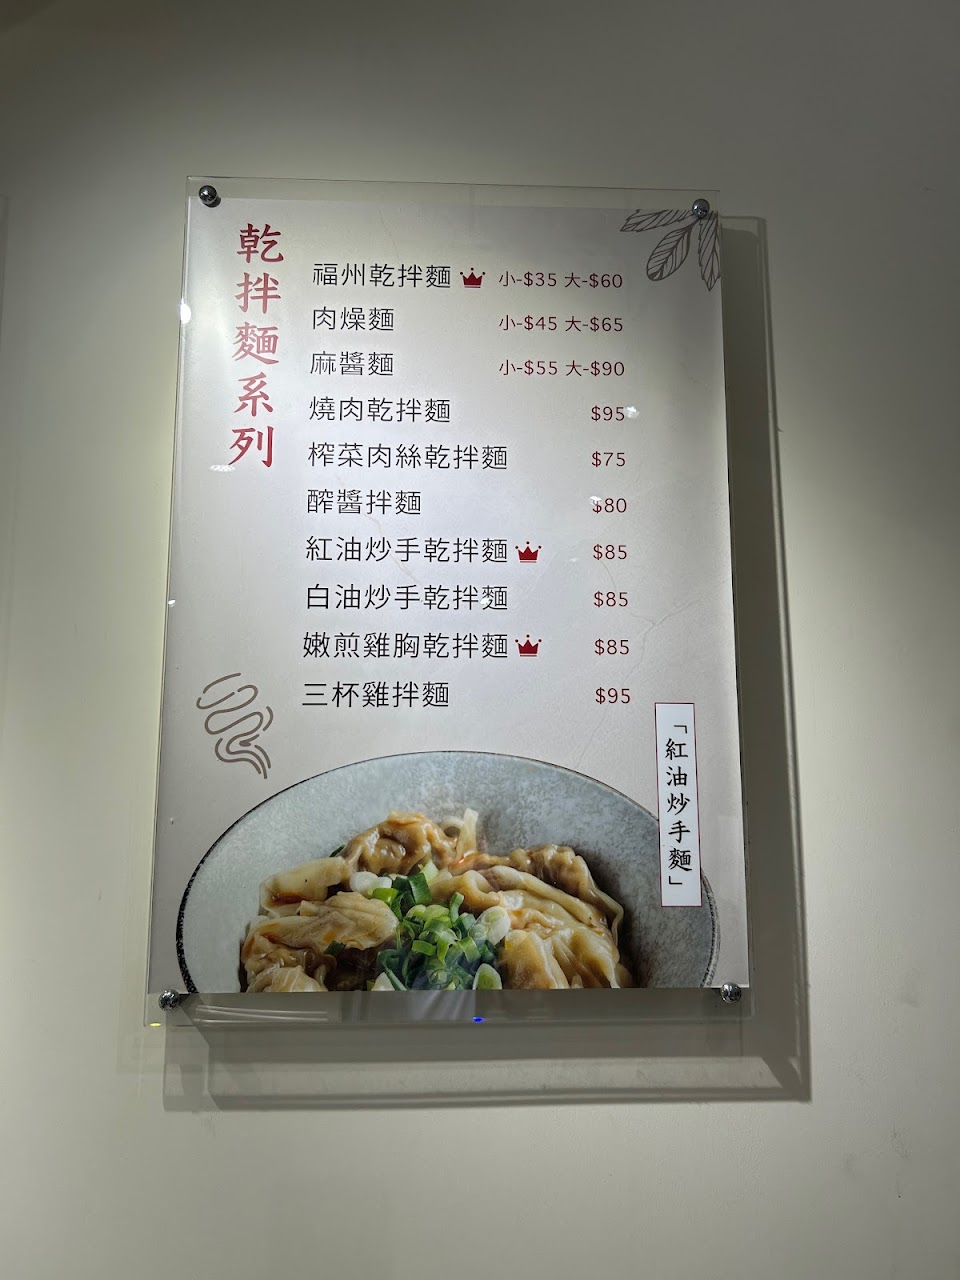 乾拌麵系列
福州乾拌麵 小-$35 大-$60
肉燥麵 小-$45 大-$65
麻醬麵 小-$55 大-$90
燒肉乾拌麵 $95
榨菜肉絲乾拌麵 $75
醡醬拌麵 $80
紅油炒手乾拌麵 $85
白油炒手乾拌麵 $85
嫩煎雞胸乾拌麵 $85
三杯雞拌麵 $95
「紅油炒手麵」